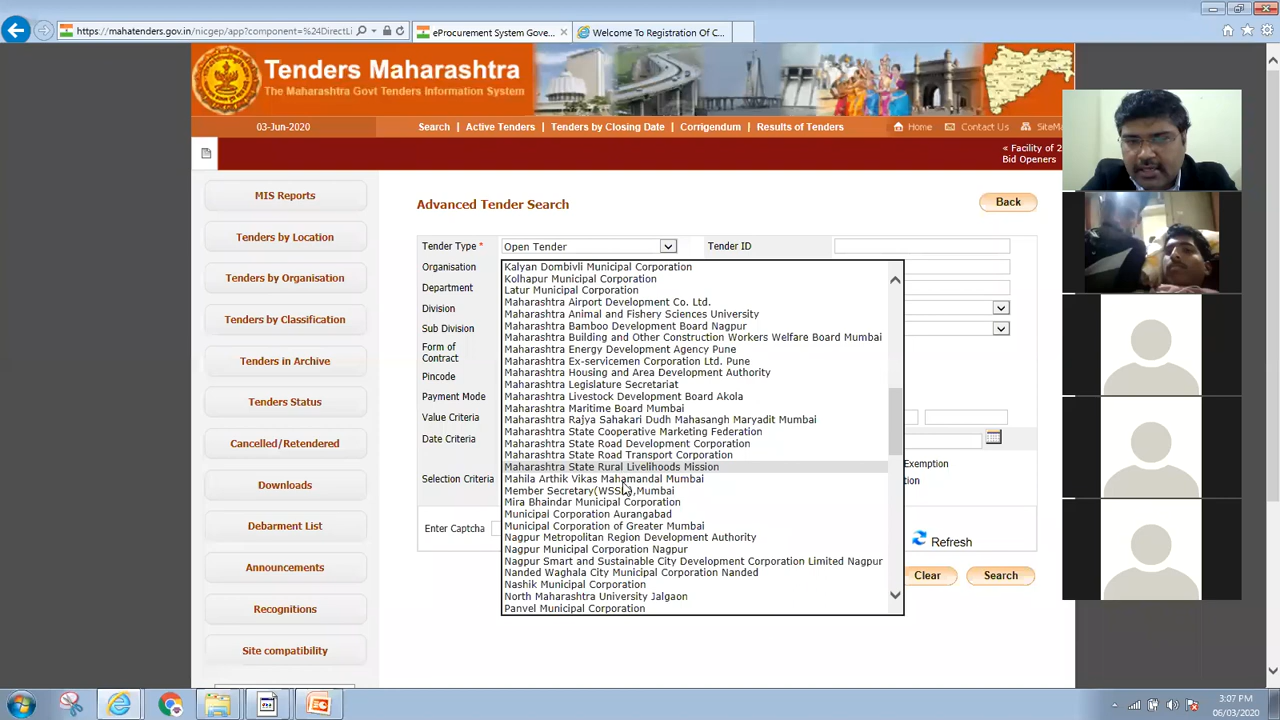 https://mahatenders.gov.in/nicgep/app?component=%24DirectLi
eProcurement System Gove...
Welcome To Registration Of C...
Tenders Maharashtra
The Maharashtra Govt Tenders Information System
03-Jun-2020
Search | Active Tenders | Tenders by Closing Date | Corrigendum | Results of Tenders
Home Contact Us SiteMa
« Facility of 2
Bid Openers
MIS Reports
Tenders by Location
Tenders by Organisation
Tenders by Classification
Tenders in Archive
Tenders Status
Cancelled/Retendered
Downloads
Debarment List
Announcements
Recognitions
Site compatibility
Advanced Tender Search
Back
Tender Type * Open Tender Tender ID
Organisation
Department
Division
Sub Division
Form of
Contract
Pincode
Payment Mode
Value Criteria
Date Criteria
Selection Criteria
Enter Captcha
Kalyan Dombivli Municipal Corporation
Kolhapur Municipal Corporation
Latur Municipal Corporation
Maharashtra Airport Development Co. Ltd.
Maharashtra Animal and Fishery Sciences University
Maharashtra Bamboo Development Board Nagpur
Maharashtra Building and Other Construction Workers Welfare Board Mumbai
Maharashtra Energy Development Agency Pune
Maharashtra Ex-servicemen Corporation Ltd. Pune
Maharashtra Housing and Area Development Authority
Maharashtra Legislature Secretariat
Maharashtra Livestock Development Board Akola
Maharashtra Maritime Board Mumbai
Maharashtra Rajya Sahakari Dudh Mahasangh Maryadit Mumbai
Maharashtra State Cooperative Marketing Federation
Maharashtra State Road Development Corporation
Maharashtra State Road Transport Corporation
Maharashtra State Rural Livelihoods Mission
Mahila Arthik Vikas Mahamandal Mumbai
Member Secretary(WSSO),Mumbai
Mira Bhaindar Municipal Corporation
Municipal Corporation Aurangabad
Municipal Corporation of Greater Mumbai
Nagpur Metropolitan Region Development Authority
Nagpur Municipal Corporation Nagpur
Nagpur Smart and Sustainable City Development Corporation Limited Nagpur
Nanded Waghala City Municipal Corporation Nanded
Nashik Municipal Corporation
North Maharashtra University Jalgaon
Panvel Municipal Corporation
Exemption
tion
Refresh
Clear
Search
3:07 PM
06/03/2020